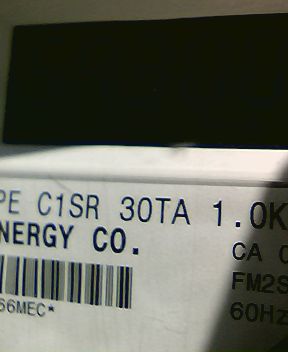 PE C1SR 30TA 1.0K
NERGY CO.
CA
FM2S
66MEC*
60Hz